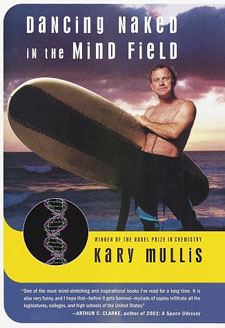 DANCING NAKED
IN THE MIND FIELD
WINNER OF THE NOBEL PRIZE IN CHEMISTRY
KARY MULLIS
"One of the most mind-stretching and inspirational books I've read for a long time. It is
also very funny, and I hope that—before it gets banned—myriads of copies infiltrate all the
legislatures, colleges, and high schools of the United States."
—ARTHUR C. CLARKE, author of 2001: A Space Odyssey